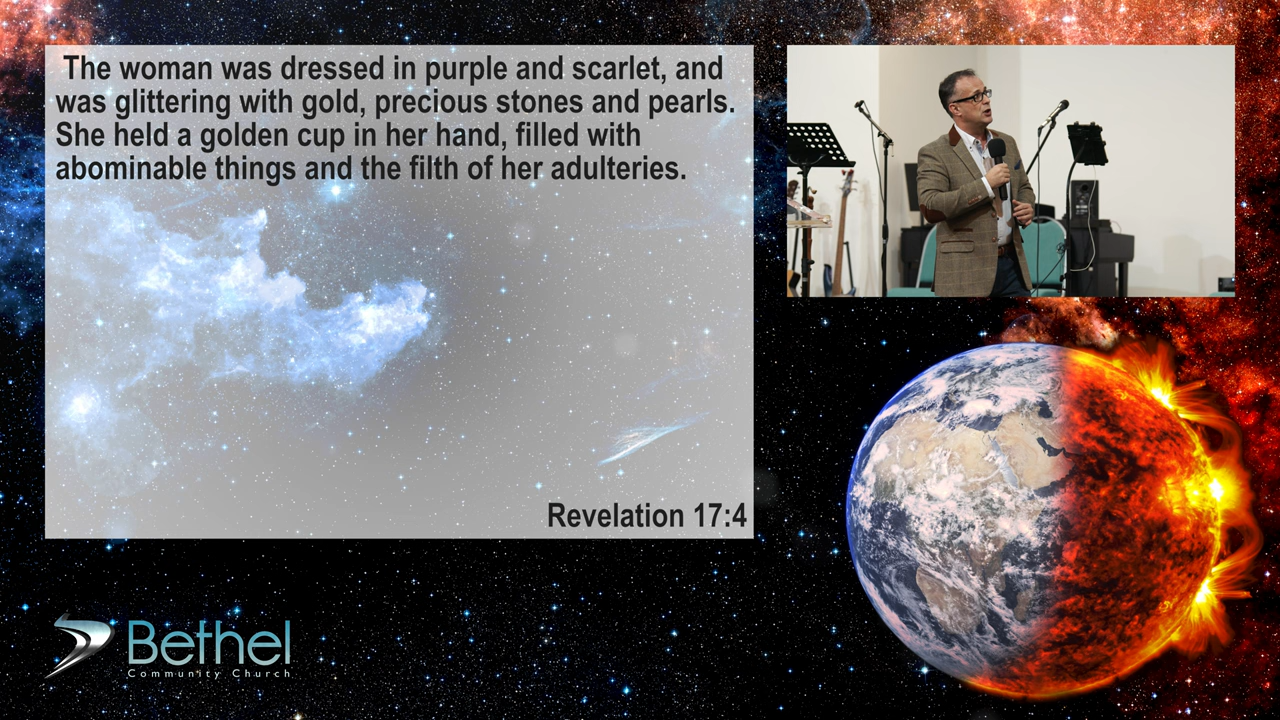 The woman was dressed in purple and scarlet, and
was glittering with gold, precious stones and pearls.
She held a golden cup in her hand, filled with
abominable things and the filth of her adulteries.
Revelation 17:4
Bethel
Community Church